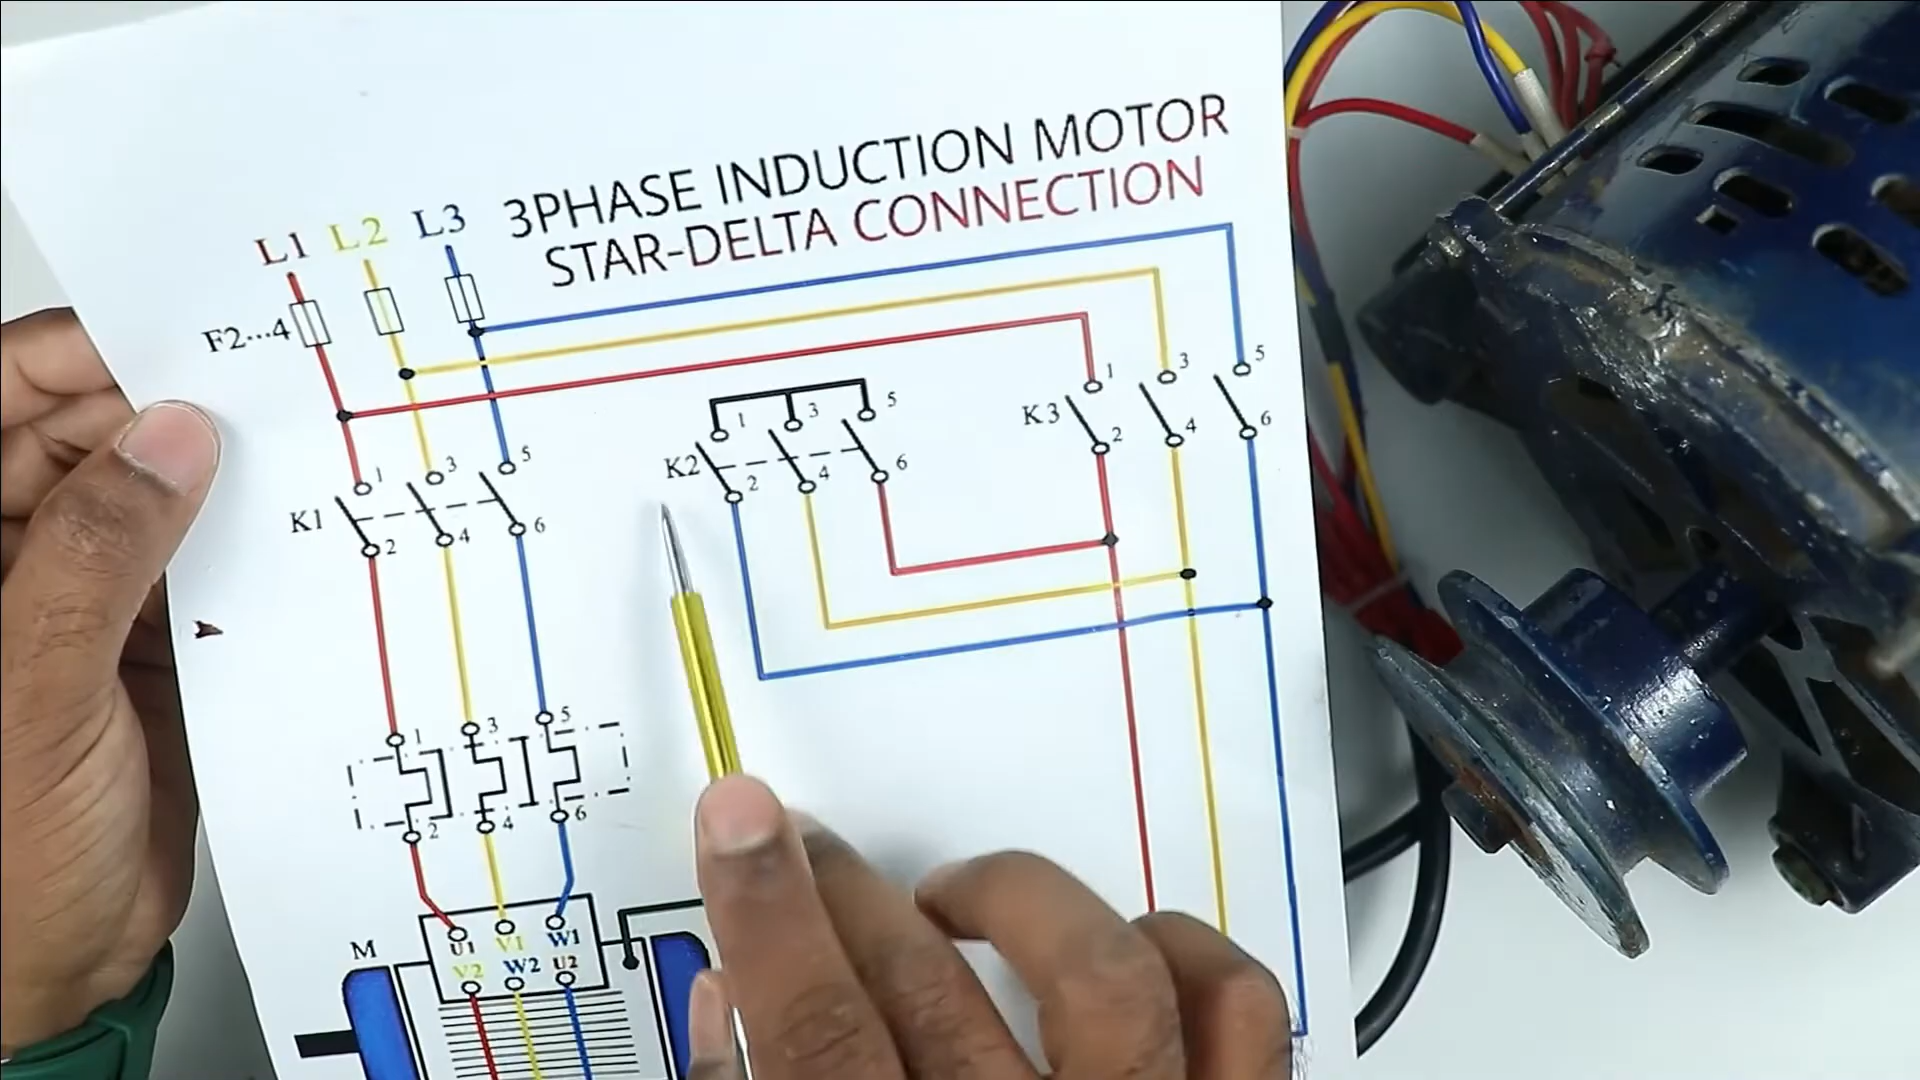 3PHASE INDUCTION MOTOR
STAR-DELTA CONNECTION
L1 L2 L3
F2...4
K1 1 3 5
2 4 6
K2 1 3 5
2 4 6
K3 1 3 5
2 4 6
1 3 5
2 4 6
M
U1 V1 W1
V2 W2 U2